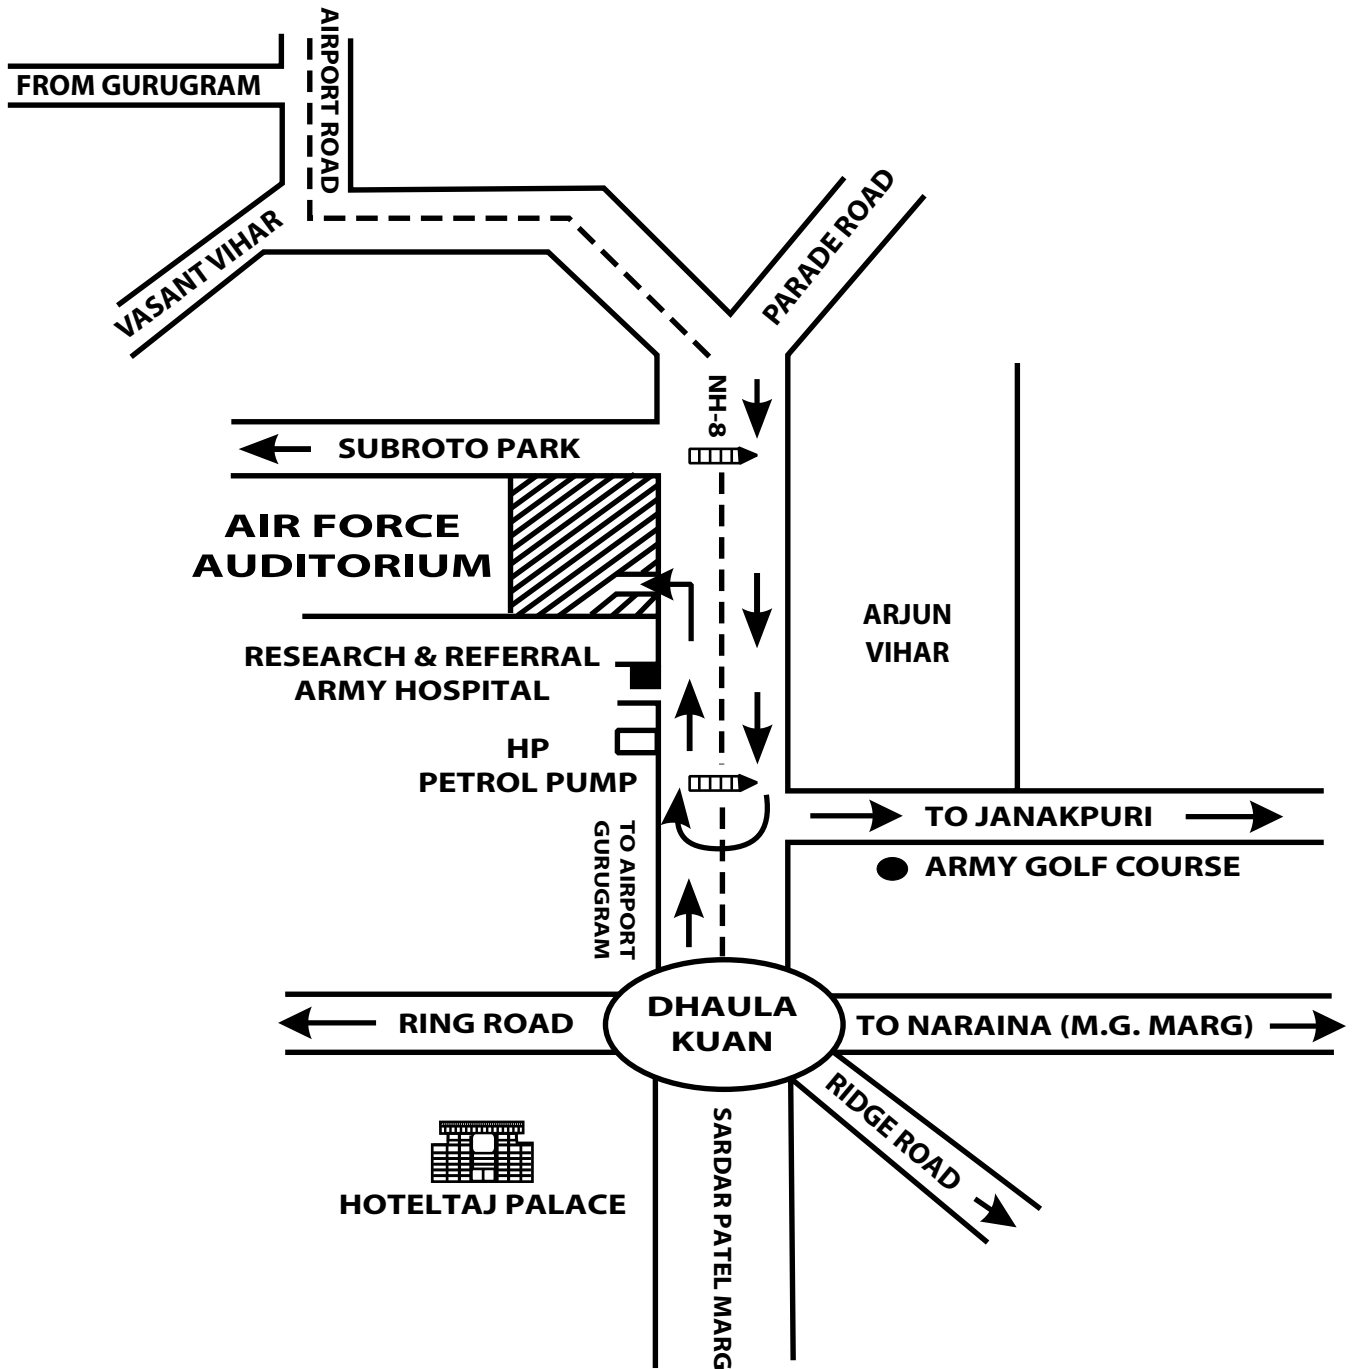 AIRPORT ROAD
FROM GURUGRAM
VASANT VIHAR
PARADE ROAD
NH-8
SUBROTO PARK
AIR FORCE
AUDITORIUM
ARJUN
VIHAR
RESEARCH & REFERRAL
ARMY HOSPITAL
HP
PETROL PUMP
TO JANAKPURI
TO AIRPORT
GURUGRAM
ARMY GOLF COURSE
RING ROAD
DHAULA
KUAN
TO NARAINA (M.G. MARG)
RIDGE ROAD
SARDAR PATEL MARG
HOTELTAJ PALACE